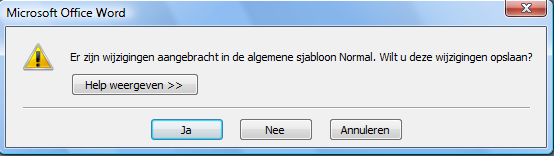 Microsoft Office Word
Er zijn wijzigingen aangebracht in de algemene sjabloon Normal. Wilt u deze wijzigingen opslaan?
Help weergeven >>
Ja Nee Annuleren